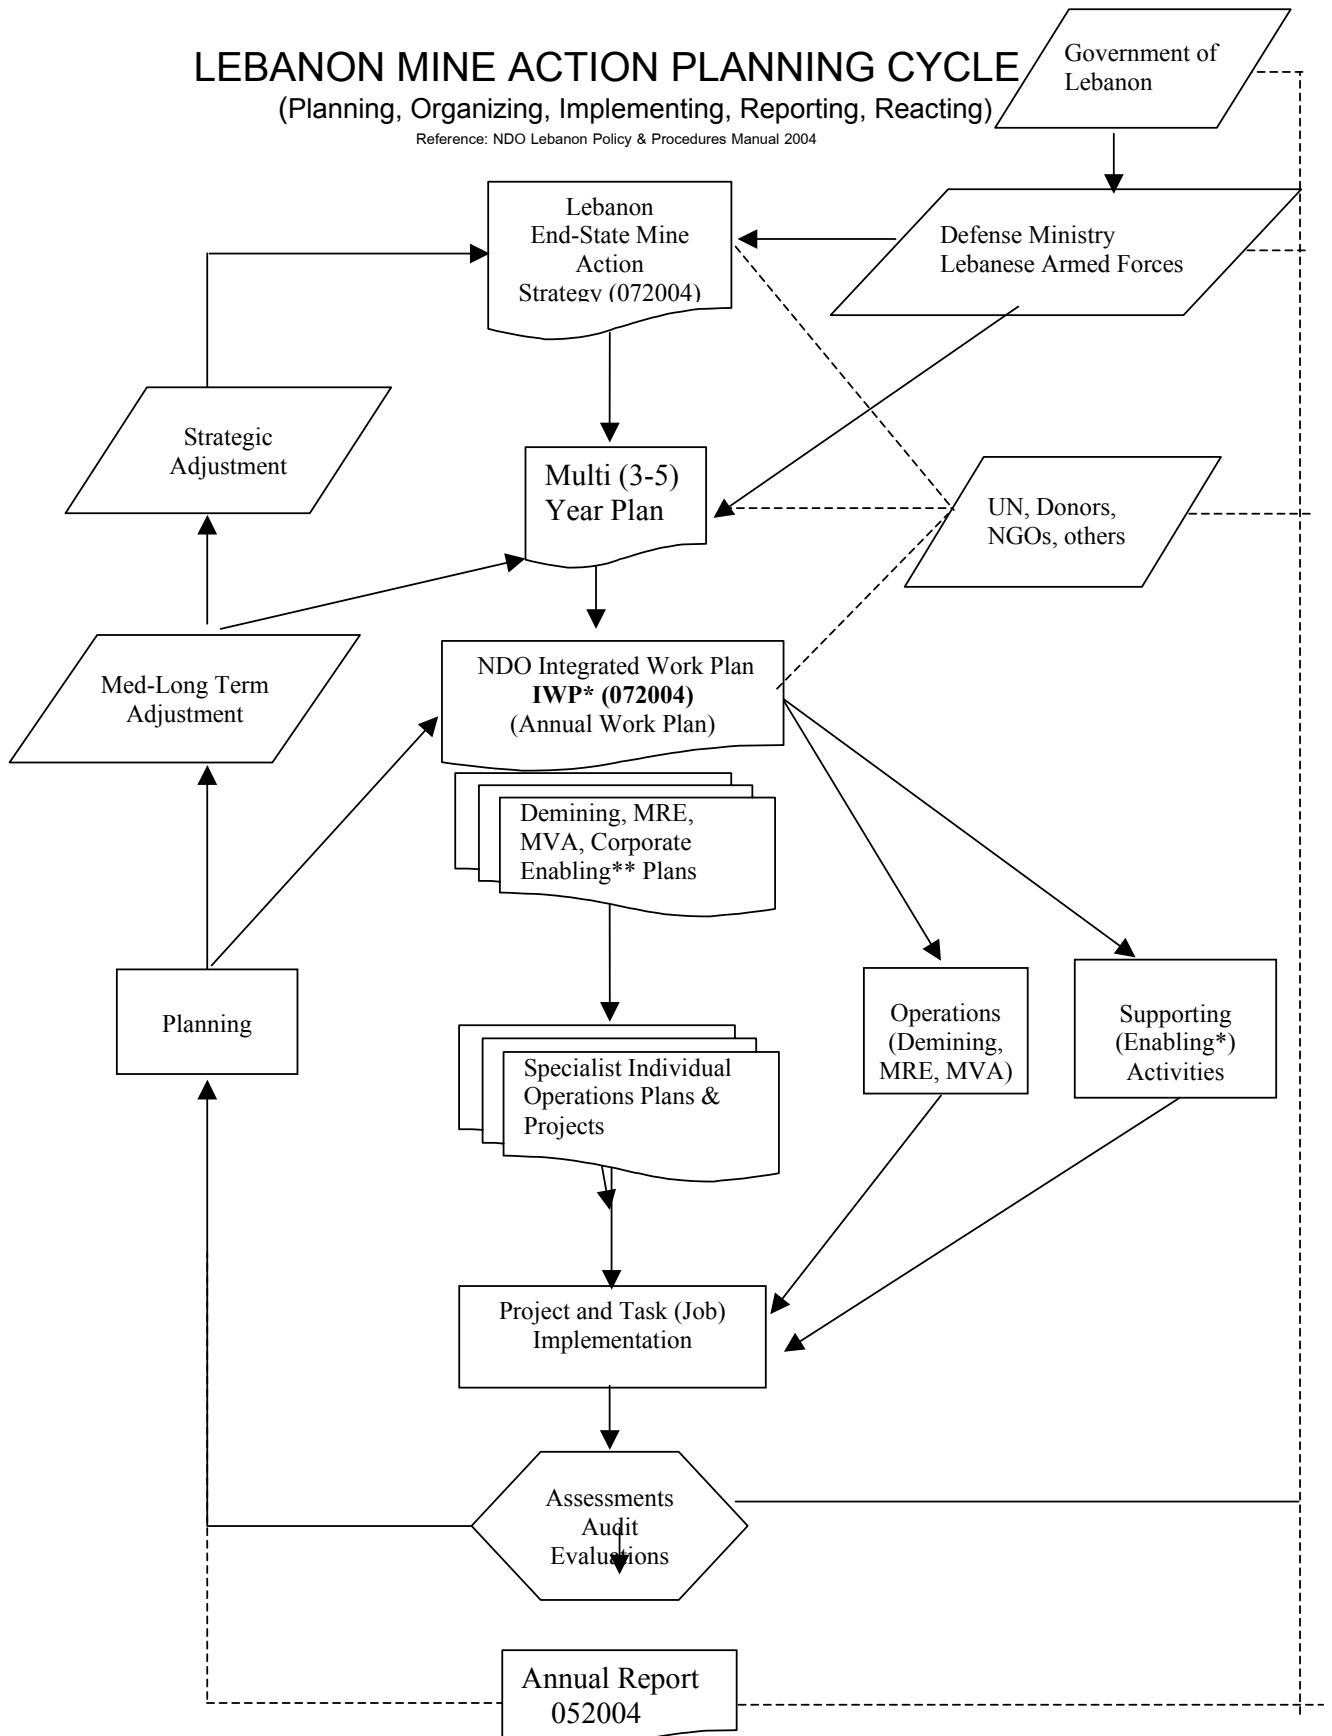 LEBANON MINE ACTION PLANNING CYCLE
(Planning, Organizing, Implementing, Reporting, Reacting)
Reference: NDO Lebanon Policy & Procedures Manual 2004
Government of
Lebanon
Lebanon
End-State Mine
Action
Strategy (072004)
Defense Ministry
Lebanese Armed Forces
Strategic
Adjustment
Multi (3-5)
Year Plan
UN, Donors,
NGOs, others
Med-Long Term
Adjustment
NDO Integrated Work Plan
IWP* (072004)
(Annual Work Plan)
Demining, MRE,
MVA, Corporate
Enabling** Plans
Planning
Operations
(Demining,
MRE, MVA)
Supporting
(Enabling*)
Activities
Specialist Individual
Operations Plans &
Projects
Project and Task (Job)
Implementation
Assessments
Audit
Evaluations
Annual Report
052004